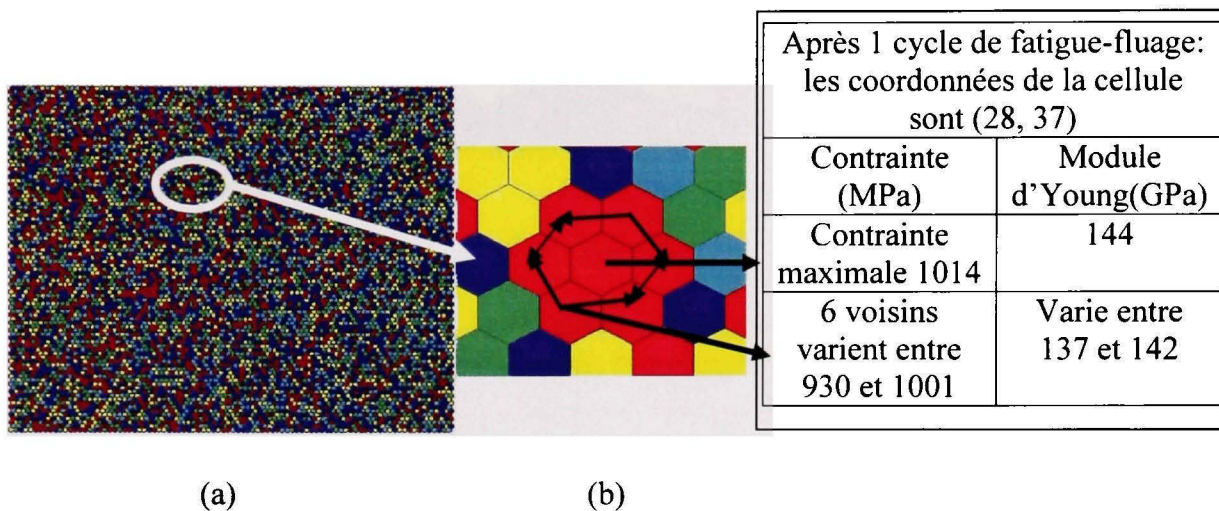 Après 1 cycle de fatigue-fluage:
les coordonnées de la cellule
sont (28, 37)
Contrainte
(MPa)
Module
d'Young(GPa)
Contrainte
maximale 1014
144
6 voisins
varient entre
930 et 1001
Varie entre
137 et 142
(a)
(b)